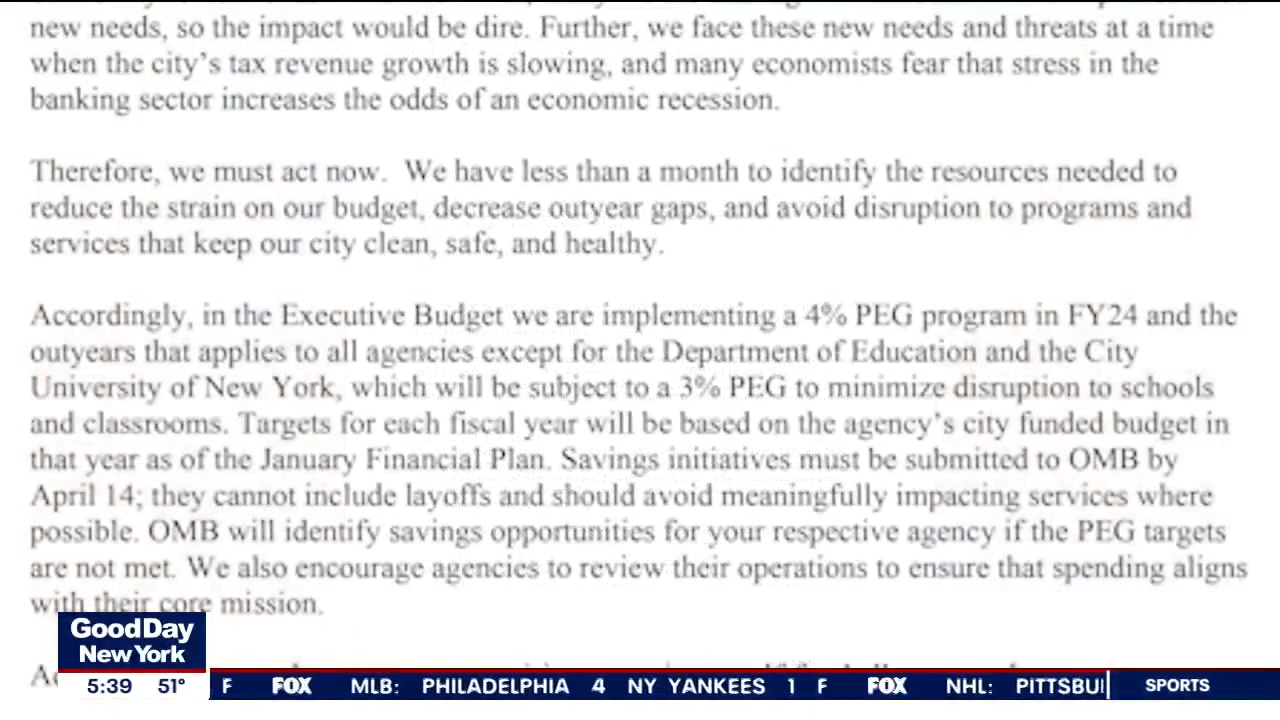 new needs, so the impact would be dire. Further, we face these new needs and threats at a time
when the city's tax revenue growth is slowing, and many economists fear that stress in the
banking sector increases the odds of an economic recession.
Therefore, we must act now. We have less than a month to identify the resources needed to
reduce the strain on our budget, decrease outyear gaps, and avoid disruption to programs and
services that keep our city clean, safe, and healthy.
Accordingly, in the Executive Budget we are implementing a 4% PEG program in FY24 and the
outyears that applies to all agencies except for the Department of Education and the City
University of New York, which will be subject to a 3% PEG to minimize disruption to schools
and classrooms. Targets for each fiscal year will be based on the agency's city funded budget in
that year as of the January Financial Plan. Savings initiatives must be submitted to OMB by
April 14; they cannot include layoffs and should avoid meaningfully impacting services where
possible. OMB will identify savings opportunities for your respective agency if the PEG targets
are not met. We also encourage agencies to review their operations to ensure that spending aligns
with their core mission.
GoodDay
New York
5:39 51° F FOX MLB: PHILADELPHIA 4 NY YANKEES 1 F FOX NHL: PITTSBU SPORTS